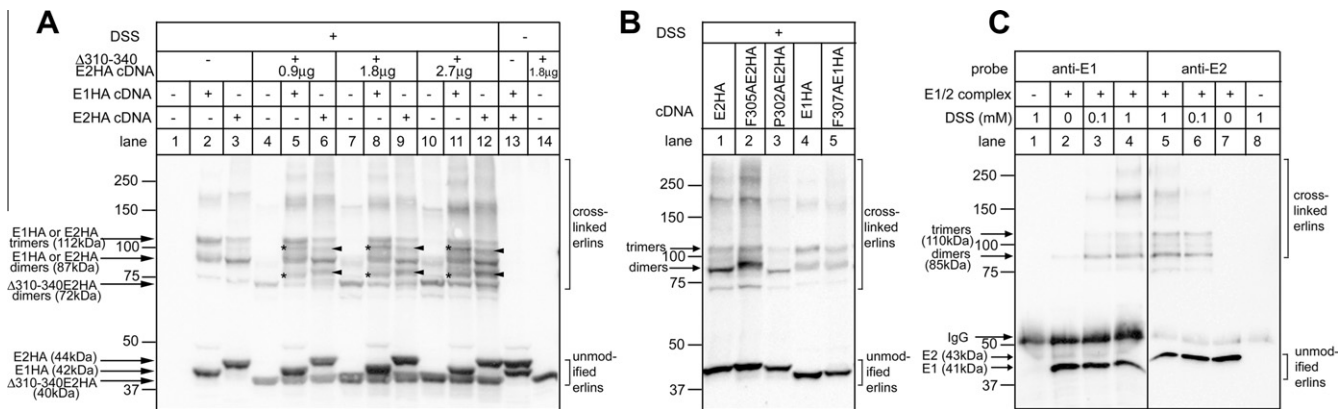 A
DSS + -
Δ310-340 E2HA cDNA - + 0.9μg + 1.8μg + 2.7μg - + 1.8μg
E1HA cDNA - + - - + - - + - - + - + -
E2HA cDNA - - + - - + - - + - - + + -
lane 1 2 3 4 5 6 7 8 9 10 11 12 13 14
250
150
E1HA or E2HA
trimers (112kDa)
100
E1HA or E2HA
dimers (87kDa)
75
Δ310-340E2HA
dimers (72kDa)
50
E2HA (44kDa)
E1HA (42kDa)
Δ310-340E2HA
(40kDa)
37
* * *
* * *
cross-
linked
erlins
unmod-
ified
erlins
B
DSS +
cDNA E2HA F305AE2HA P302AE2HA E1HA F307AE1HA
lane 1 2 3 4 5
250
150
trimers
100
dimers
75
50
37
cross-
linked
erlins
unmod-
ified
erlins
C
probe anti-E1 anti-E2
E1/2 complex - + + + + + + -
DSS (mM) 1 0 0.1 1 1 0.1 0 1
lane 1 2 3 4 5 6 7 8
250
150
trimers
(110kDa)
100
dimers
(85kDa)
75
IgG
50
E2 (43kDa)
E1 (41kDa)
37
cross-
linked
erlins
unmod-
ified
erlins